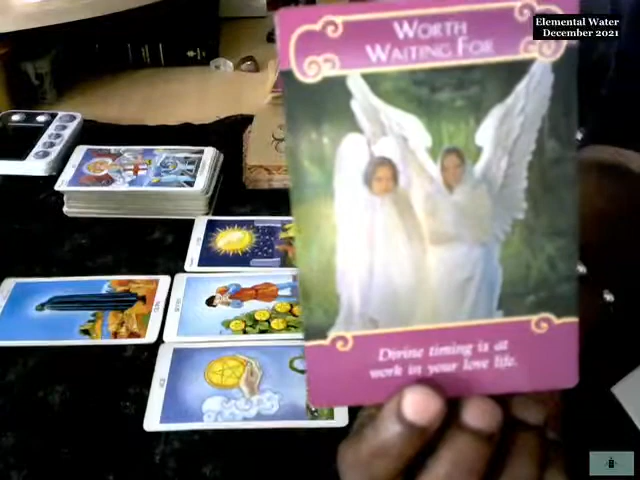 Elemental Water
December 2021
WORTH
WAITING FOR
Divine timing is at
work in your love life.